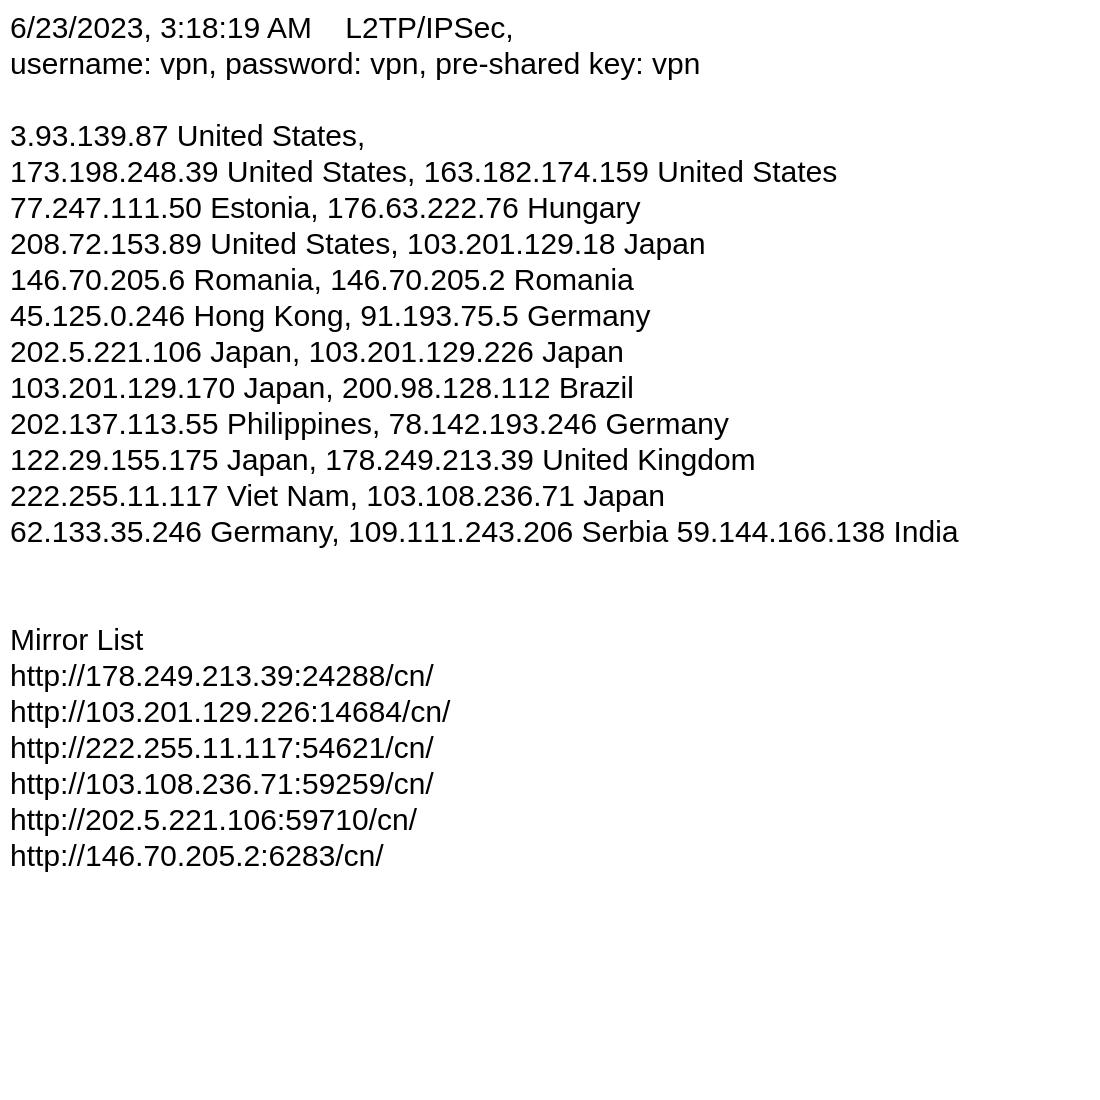 6/23/2023, 3:18:19 AM    L2TP/IPSec,
username: vpn, password: vpn, pre-shared key: vpn
3.93.139.87 United States,
173.198.248.39 United States, 163.182.174.159 United States
77.247.111.50 Estonia, 176.63.222.76 Hungary
208.72.153.89 United States, 103.201.129.18 Japan
146.70.205.6 Romania, 146.70.205.2 Romania
45.125.0.246 Hong Kong, 91.193.75.5 Germany
202.5.221.106 Japan, 103.201.129.226 Japan
103.201.129.170 Japan, 200.98.128.112 Brazil
202.137.113.55 Philippines, 78.142.193.246 Germany
122.29.155.175 Japan, 178.249.213.39 United Kingdom
222.255.11.117 Viet Nam, 103.108.236.71 Japan
62.133.35.246 Germany, 109.111.243.206 Serbia 59.144.166.138 India
Mirror List
http://178.249.213.39:24288/cn/
http://103.201.129.226:14684/cn/
http://222.255.11.117:54621/cn/
http://103.108.236.71:59259/cn/
http://202.5.221.106:59710/cn/
http://146.70.205.2:6283/cn/